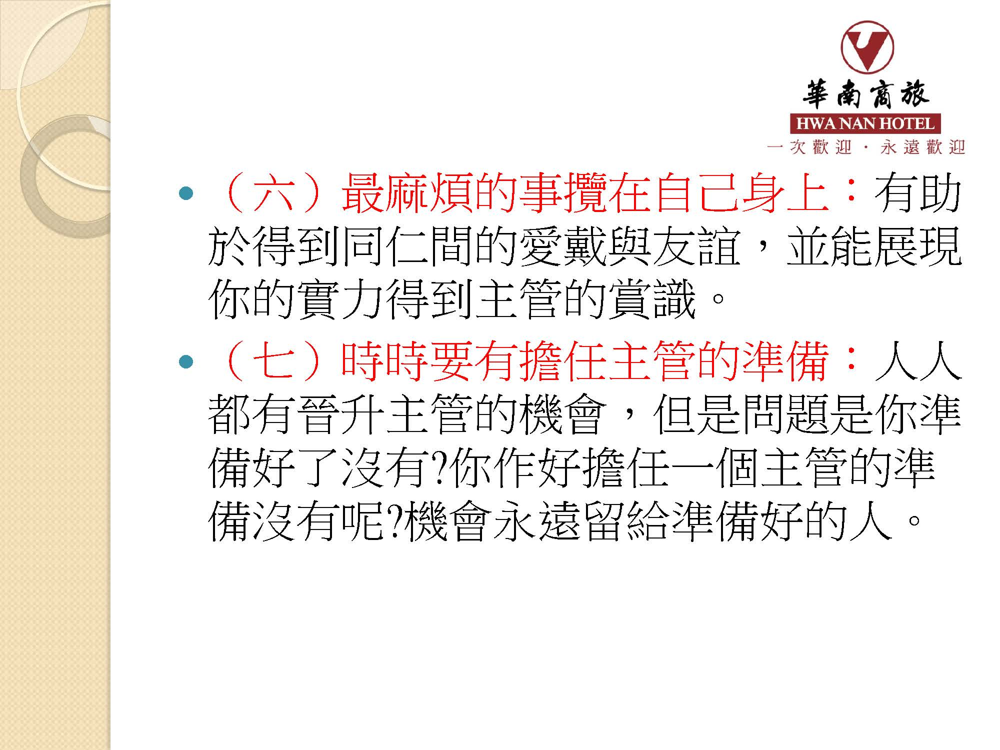 華南商旅
HWA NAN HOTEL
一次歡迎·永遠歡迎
（六）最麻煩的事攬在自己身上：有助
於得到同仁間的愛戴與友誼，並能展現
你的實力得到主管的賞識。
（七）時時要有擔任主管的準備：人人
都有晉升主管的機會，但是問題是你準
備好了沒有?你作好擔任一個主管的準
備沒有呢?機會永遠留給準備好的人。